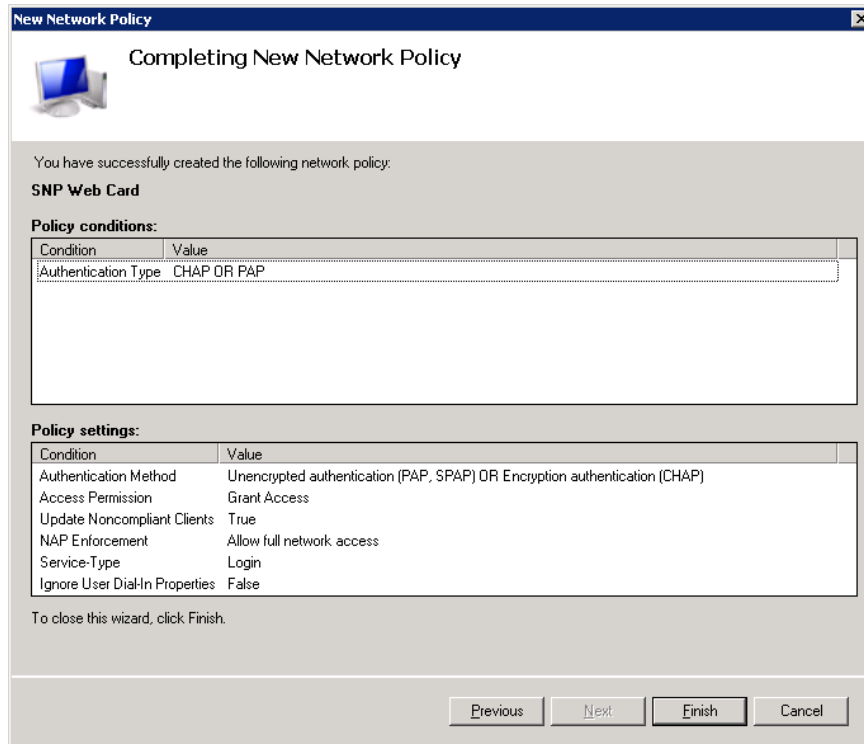 New Network Policy
Completing New Network Policy
You have successfully created the following network policy:
SNP Web Card
Policy conditions:
Condition Value
Authentication Type CHAP OR PAP
Policy settings:
Condition Value
Authentication Method Unencrypted authentication (PAP, SPAP) OR Encryption authentication (CHAP)
Access Permission Grant Access
Update Noncompliant Clients True
NAP Enforcement Allow full network access
Service-Type Login
Ignore User Dial-In Properties False
To close this wizard, click Finish.
Previous Next Finish Cancel